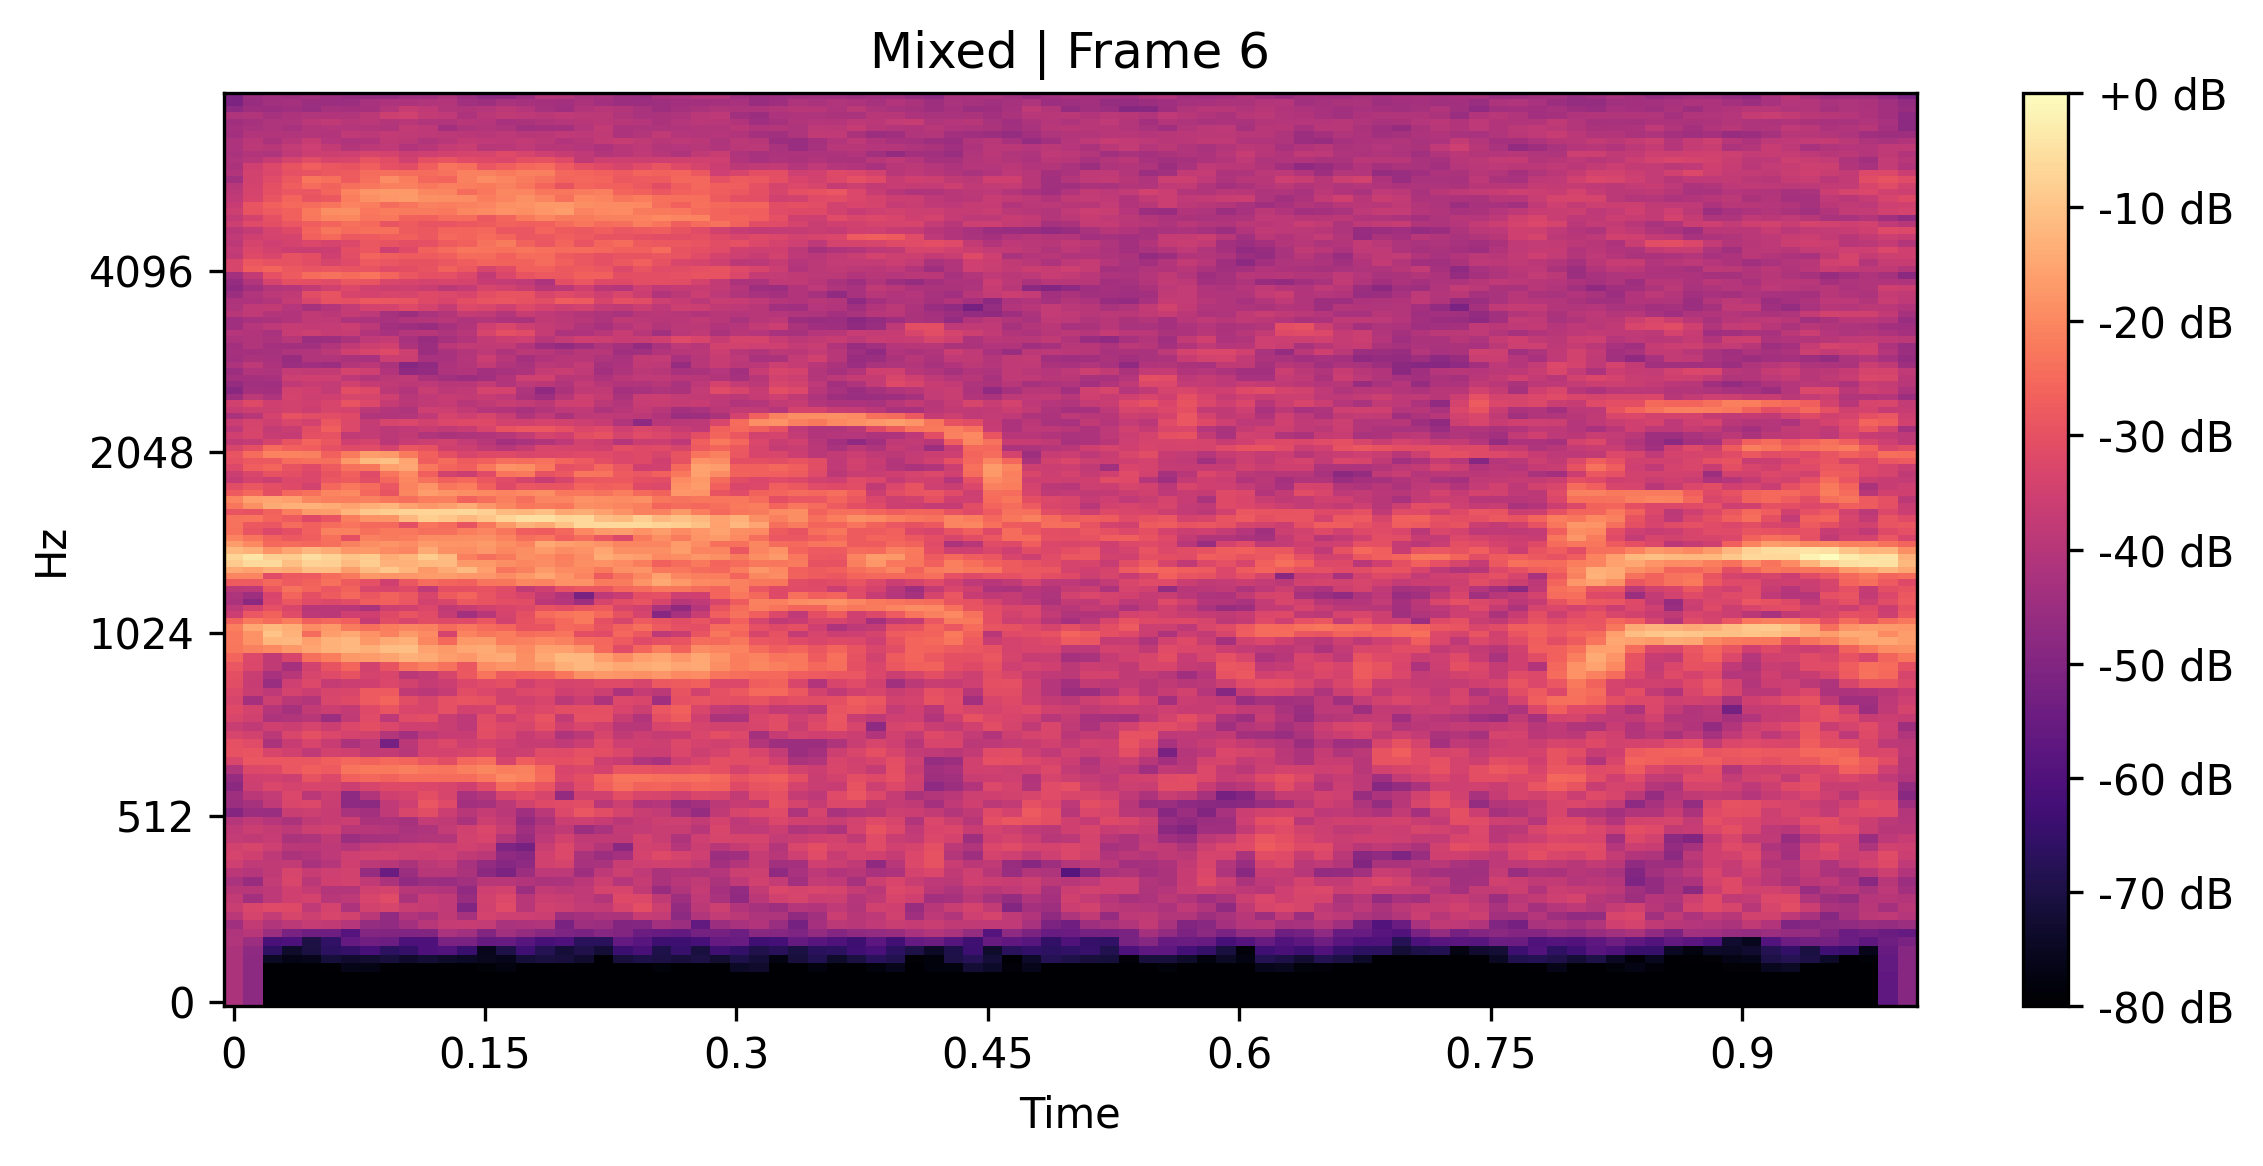 Mixed | Frame 6
Hz
4096
2048
1024
512
0
0 0.15 0.3 0.45 0.6 0.75 0.9
Time
+0 dB
-10 dB
-20 dB
-30 dB
-40 dB
-50 dB
-60 dB
-70 dB
-80 dB